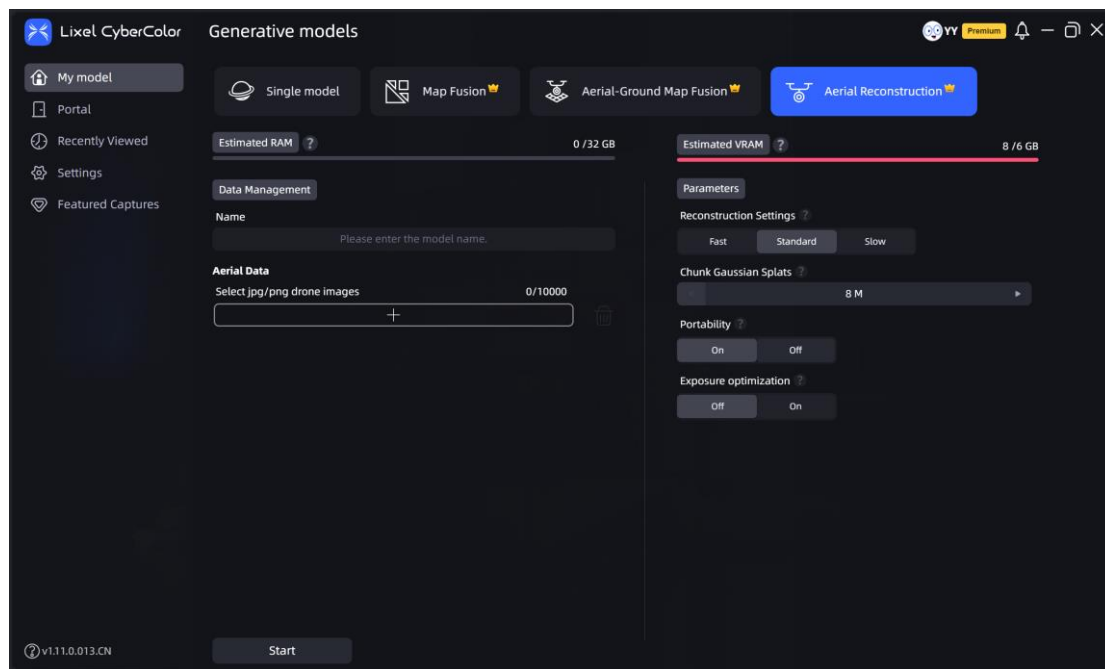 Lixel CyberColor
Generative models
YY Premium
My model
Portal
Recently Viewed
Settings
Featured Captures
Single model
Map Fusion
Aerial-Ground Map Fusion
Aerial Reconstruction
Estimated RAM ? 0 /32 GB
Data Management
Name
Please enter the model name.
Aerial Data
Select jpg/png drone images 0/10000
+
Estimated VRAM ? 8 /6 GB
Parameters
Reconstruction Settings ?
Fast Standard Slow
Chunk Gaussian Splats ?
8 M
Portability ?
On Off
Exposure optimization ?
Off On
? v1.11.0.013.CN
Start